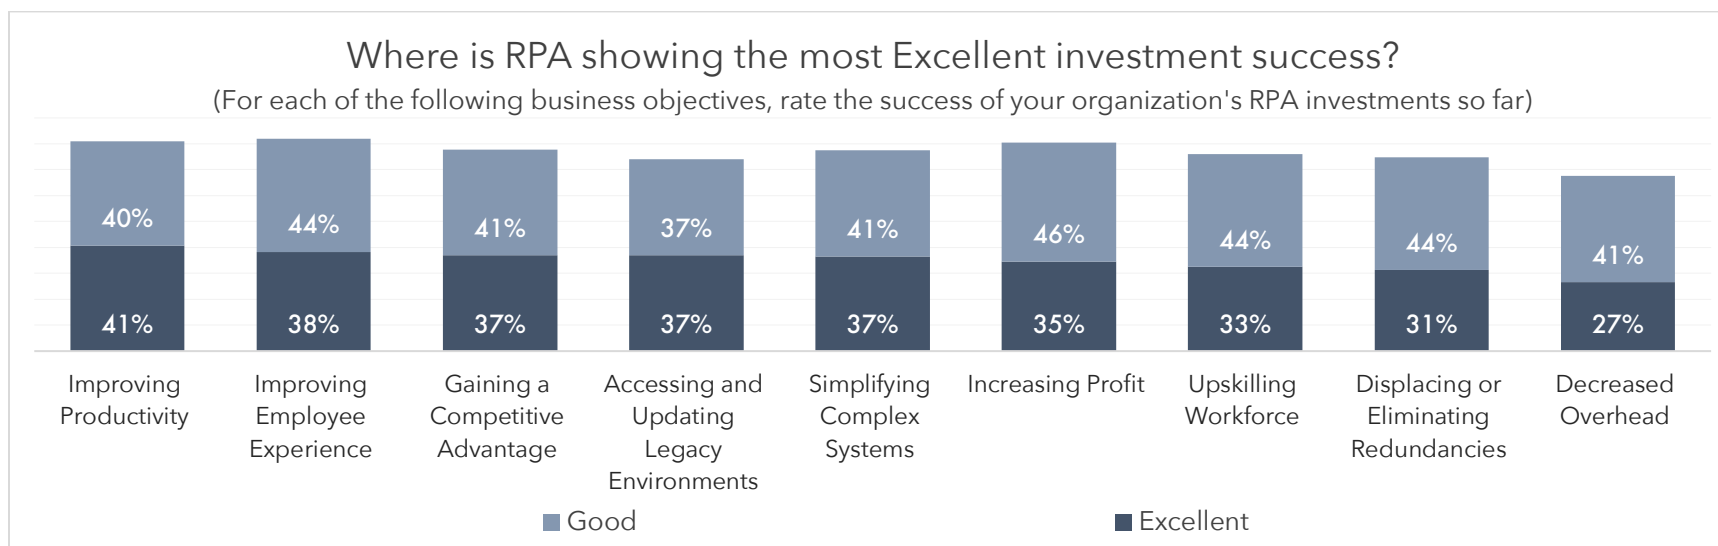 Where is RPA showing the most Excellent investment success?
(For each of the following business objectives, rate the success of your organization's RPA investments so far)
40%
44%
41%
37%
41%
46%
44%
44%
41%
41%
38%
37%
37%
37%
35%
33%
31%
27%
Improving
Productivity
Improving
Employee
Experience
Gaining a
Competitive
Advantage
Accessing and
Updating
Legacy
Environments
Simplifying
Complex
Systems
Increasing Profit
Upskilling
Workforce
Displacing or
Eliminating
Redundancies
Decreased
Overhead
Good
Excellent